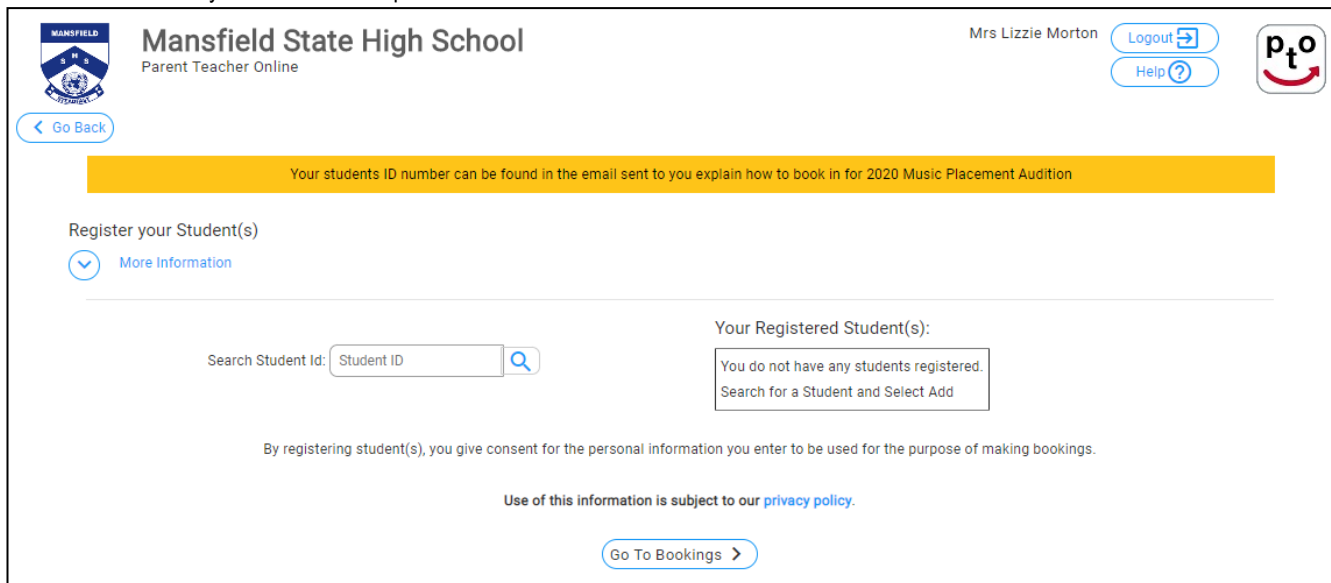 MANSFIELD
S M S
Mansfield State High School
Parent Teacher Online
Mrs Lizzie Morton
Logout
Help
pto
Go Back
Your students ID number can be found in the email sent to you explain how to book in for 2020 Music Placement Audition
Register your Student(s)
More Information
Search Student Id: Student ID
Your Registered Student(s):
You do not have any students registered.
Search for a Student and Select Add
By registering student(s), you give consent for the personal information you enter to be used for the purpose of making bookings.
Use of this information is subject to our privacy policy.
Go To Bookings